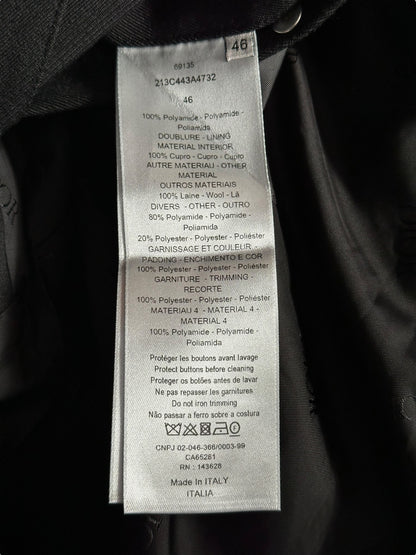 46
69135
213C443A4732
46
100% Polyamide - Polyamide -
Poliamida
DOUBLURE - LINING
MATERIAL INTERIOR
100% Cupro - Cupro - Cupro
AUTRE MATERIAU - OTHER
MATERIAL
OUTROS MATERIAIS
100% Laine - Wool - Lã
DIVERS - OTHER - OUTRO
80% Polyamide - Polyamide -
Poliamida
20% Polyester - Polyester - Poliéster
GARNISSAGE ET COULEUR -
PADDING - ENCHIMENTO E COR
100% Polyester - Polyester - Poliéster
GARNITURE - TRIMMING -
RECORTE
100% Polyester - Polyester - Poliéster
MATERIAU 4 - MATERIAL 4 -
MATERIAL 4
100% Polyamide - Polyamide -
Poliamida
Protéger les boutons avant lavage
Protect buttons before cleaning
Proteger os botões antes de lavar
Ne pas repasser les garnitures
Do not iron trimming
Não passar a ferro sobre a costura
CNPJ 02-046-366/0003-99
CA65281
RN : 143628
Made In ITALY
ITALIA